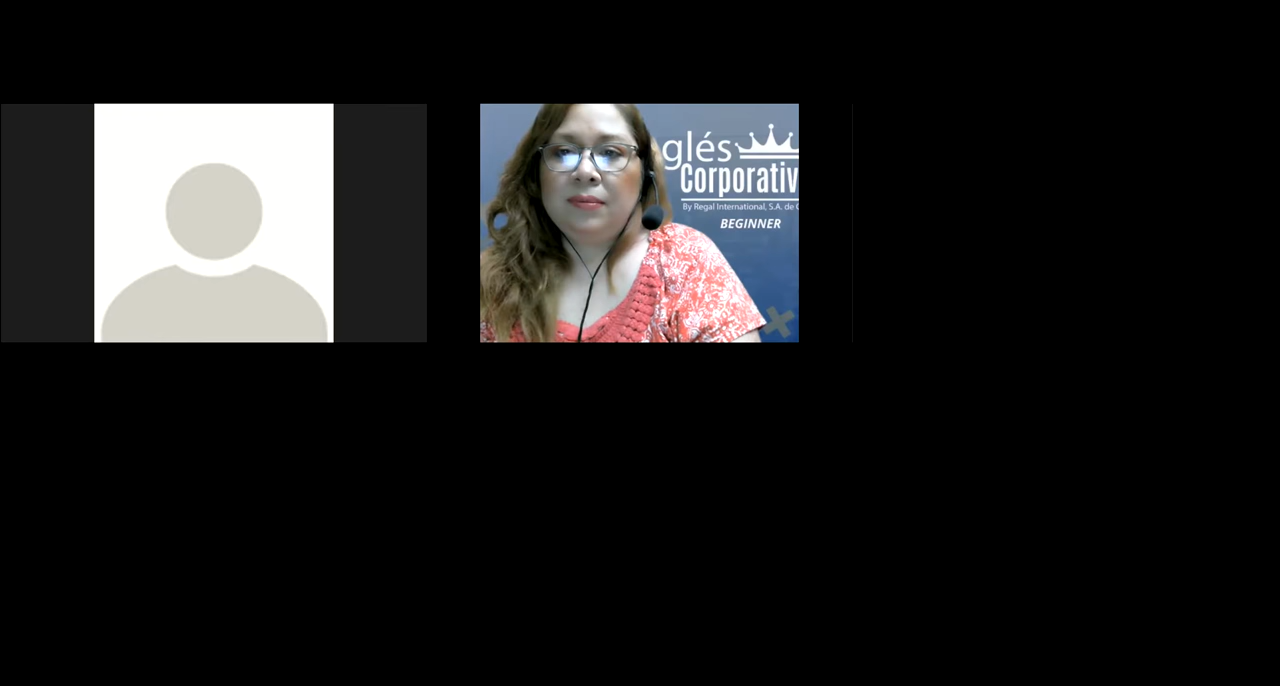 glés
Corporativ
By Regal International, S.A. de C
BEGINNER